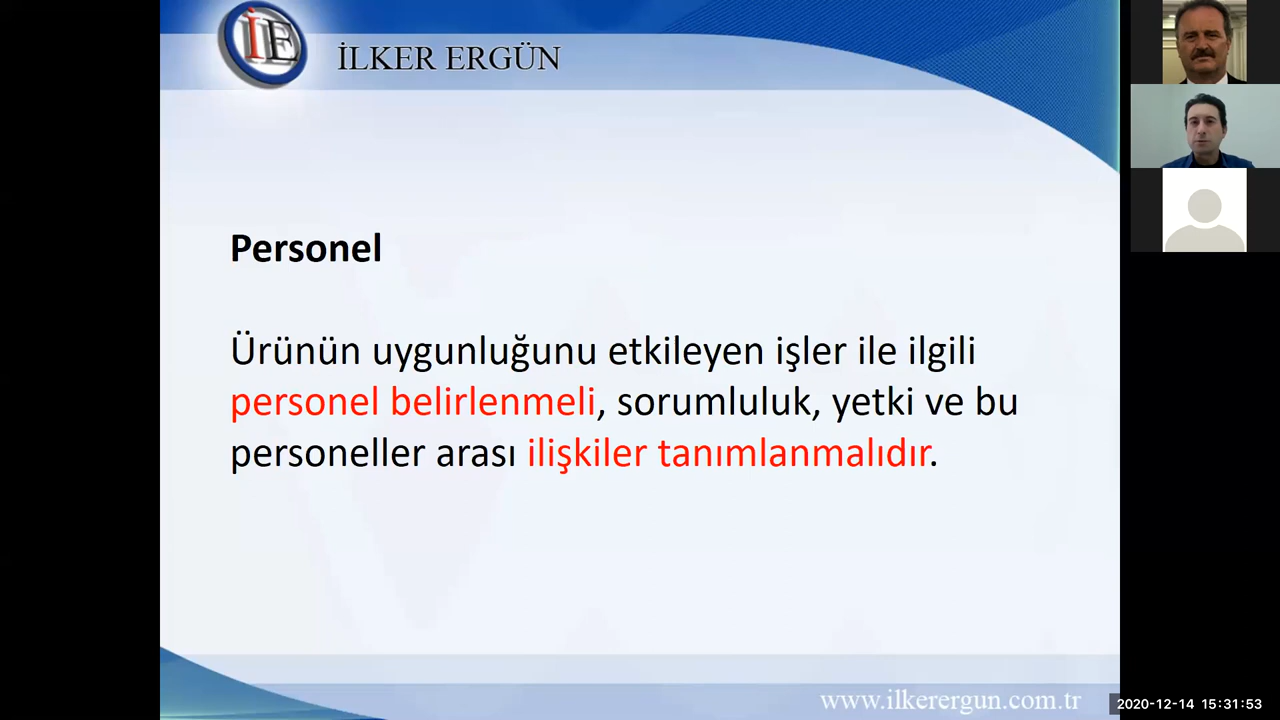 İE
İLKER ERGÜN
Personel
Ürünün uygunluğunu etkileyen işler ile ilgili
personel belirlenmeli, sorumluluk, yetki ve bu
personeller arası ilişkiler tanımlanmalıdır.
www.ilkerergun.com.tr
2020-12-14 15:31:53